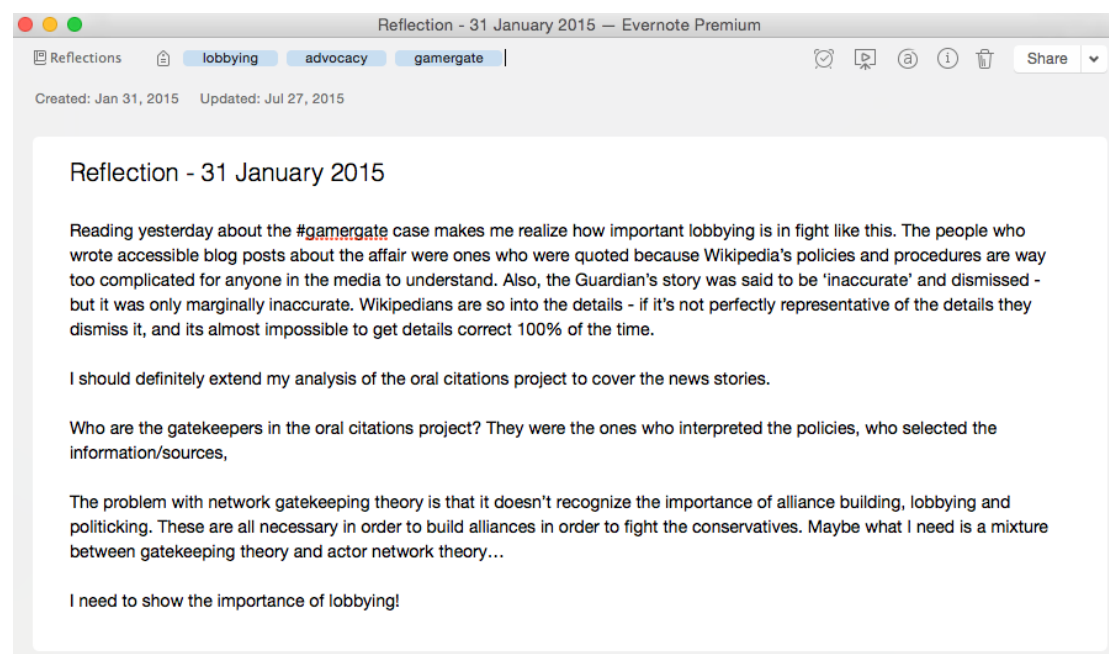 Reflection - 31 January 2015 — Evernote Premium
Reflections lobbying advocacy gamergate Share
Created: Jan 31, 2015 Updated: Jul 27, 2015
Reflection - 31 January 2015
Reading yesterday about the #gamergate case makes me realize how important lobbying is in fight like this. The people who
wrote accessible blog posts about the affair were ones who were quoted because Wikipedia's policies and procedures are way
too complicated for anyone in the media to understand. Also, the Guardian's story was said to be 'inaccurate' and dismissed -
but it was only marginally inaccurate. Wikipedians are so into the details - if it's not perfectly representative of the details they
dismiss it, and its almost impossible to get details correct 100% of the time.
I should definitely extend my analysis of the oral citations project to cover the news stories.
Who are the gatekeepers in the oral citations project? They were the ones who interpreted the policies, who selected the
information/sources,
The problem with network gatekeeping theory is that it doesn't recognize the importance of alliance building, lobbying and
politicking. These are all necessary in order to build alliances in order to fight the conservatives. Maybe what I need is a mixture
between gatekeeping theory and actor network theory…
I need to show the importance of lobbying!